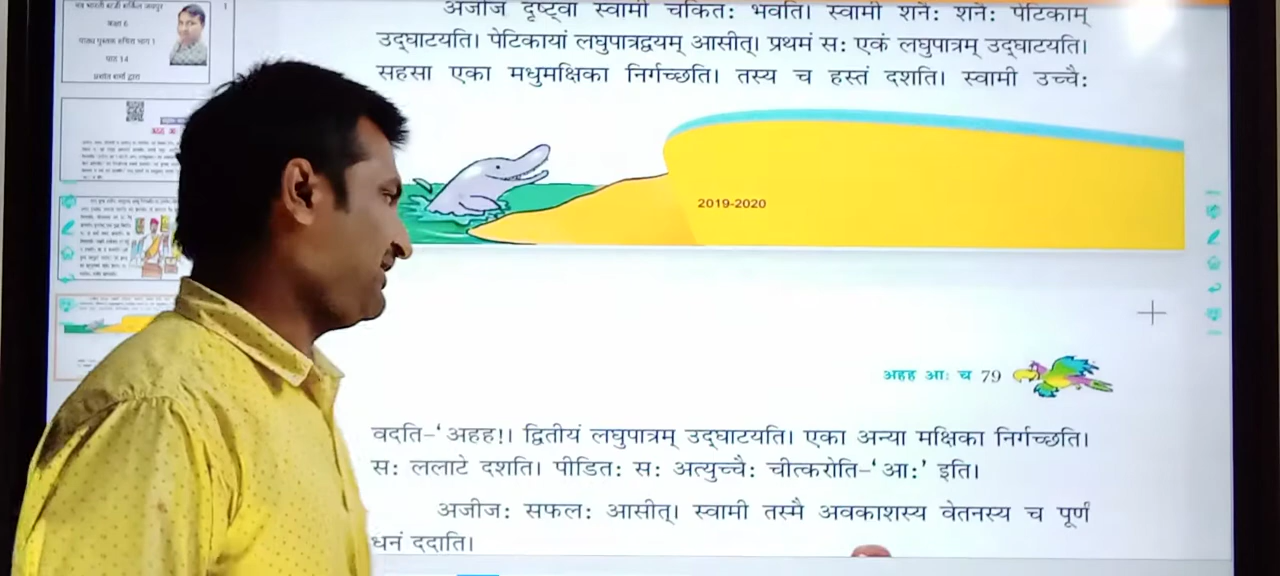 अजीज दृष्ट्वा स्वामी चकितः भवति। स्वामी शनैः शनैः पेटिकाम्
उद्घाटयति। पेटिकायां लघुपात्रद्वयम् आसीत्। प्रथमं सः एकं लघुपात्रम् उद्घाटयति।
सहसा एका मधुमक्षिका निर्गच्छति। तस्य च हस्तं दशति। स्वामी उच्चैः
2019-2020
अहह आः च 79
वदति-‘अहह!। द्वितीयं लघुपात्रम् उद्घाटयति। एका अन्या मक्षिका निर्गच्छति।
सः ललाटे दशति। पीडितः सः अत्युच्चैः चीत्करोति-‘आः’ इति।
अजीजः सफलः आसीत्। स्वामी तस्मै अवकाशस्य वेतनस्य च पूर्णं
धनं ददाति।
कक्षा 6
पाठ 14
1